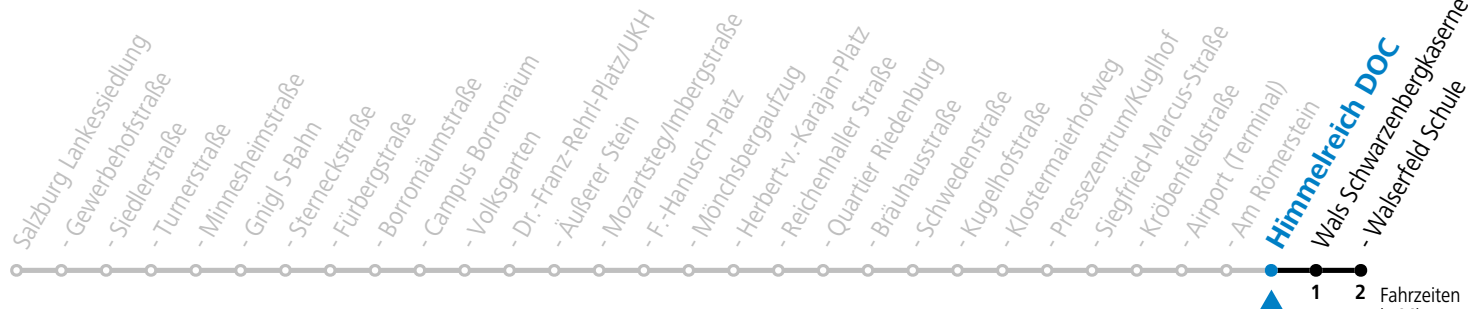 Salzburg Lankessiedlung
- Gewerbehofstraße
- Siedlerstraße
- Turnerstraße
- Minnesheimstraße
- Gnigl S-Bahn
- Sterneckstraße
- Fürbergstraße
- Borromäumstraße
- Campus Borromäum
- Volksgarten
- Dr.-Franz-Rehrl-Platz/UKH
- Äußerer Stein
- Mozartsteg/Imbergstraße
- F.-Hanusch-Platz
- Mönchsbergaufzug
- Herbert-v.-Karajan-Platz
- Reichenhaller Straße
- Quartier Riedenburg
- Bräuhausstraße
- Schwedenstraße
- Kugelhofstraße
- Klostermaierhofweg
- Pressezentrum/Kuglhof
- Siegfried-Marcus-Straße
- Kröbenfeldstraße
- Airport (Terminal)
- Am Römerstein
Himmelreich DOC
Wals Schwarzenbergkaserne
- Walserfeld Schule
1 2 Fahrzeiten